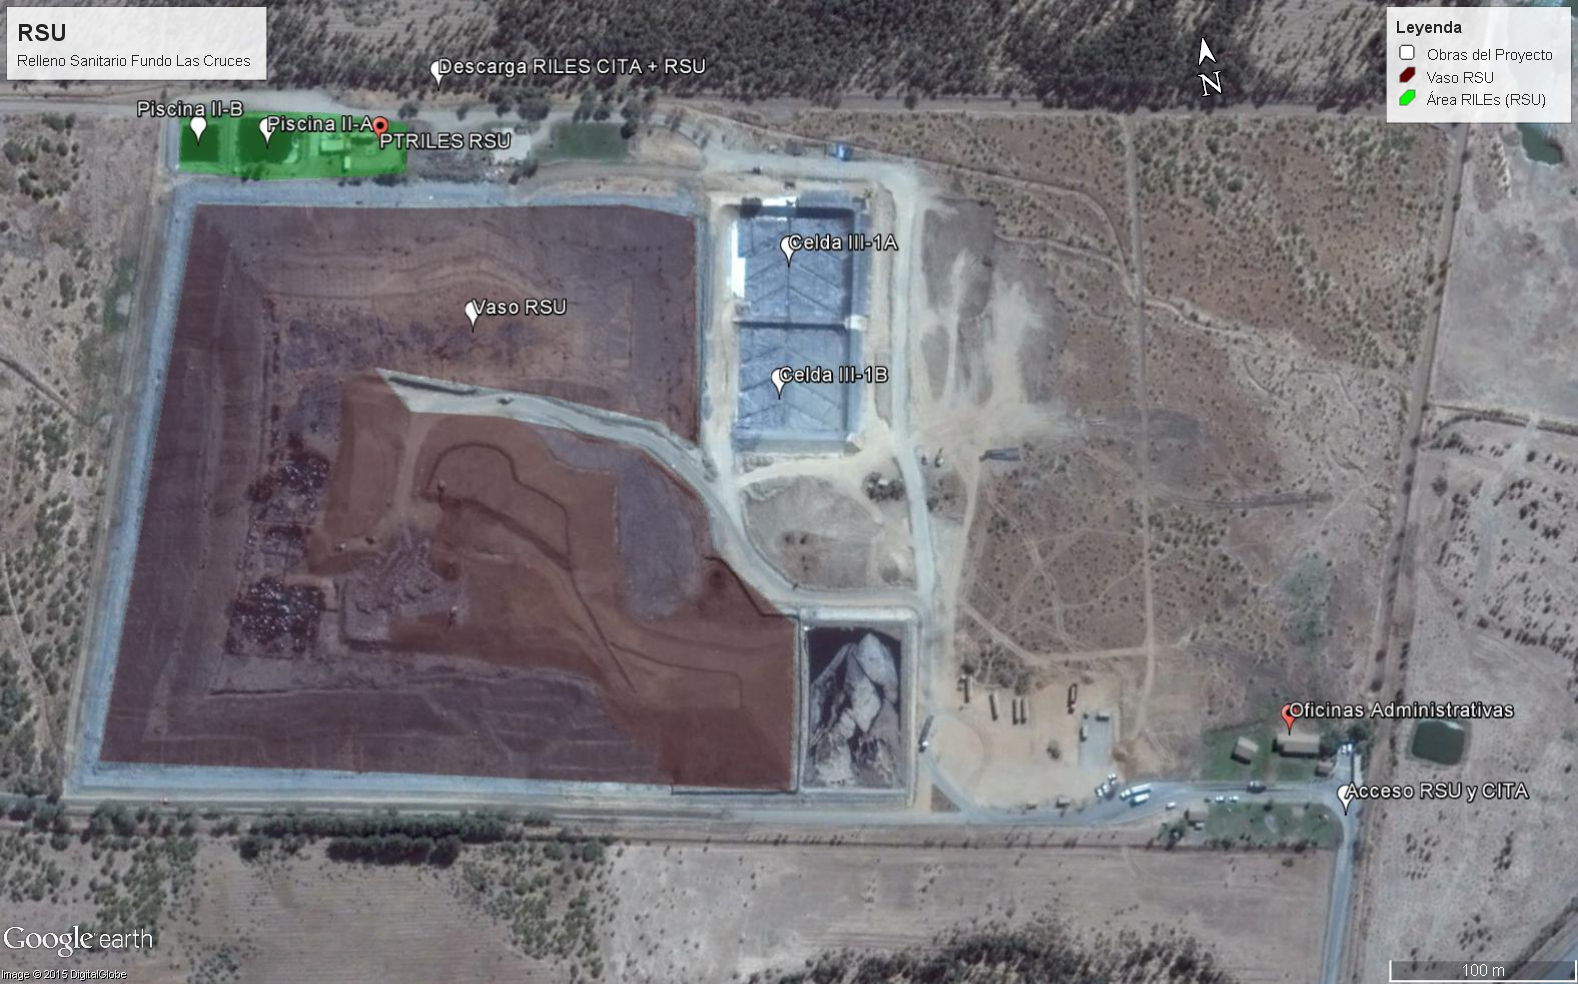 RSU
Relleno Sanitario Fundo Las Cruces
Leyenda
Obras del Proyecto
Vaso RSU
Área RILEs (RSU)
N
Descarga RILES CITA + RSU
Piscina II-B
Piscina II-A
PTRILES RSU
Celda III-1A
Vaso RSU
Celda III-1B
Oficinas Administrativas
Acceso RSU y CITA
Google earth
Image © 2015 DigitalGlobe
100 m